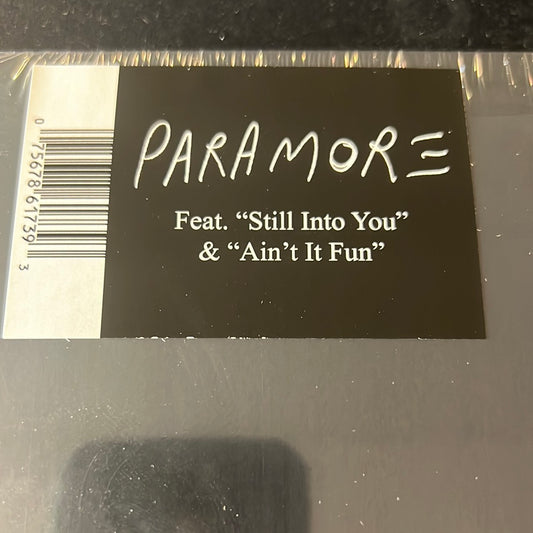 PARAMORE
Feat. “Still Into You”
& “Ain’t It Fun”
0 75678 61739 3